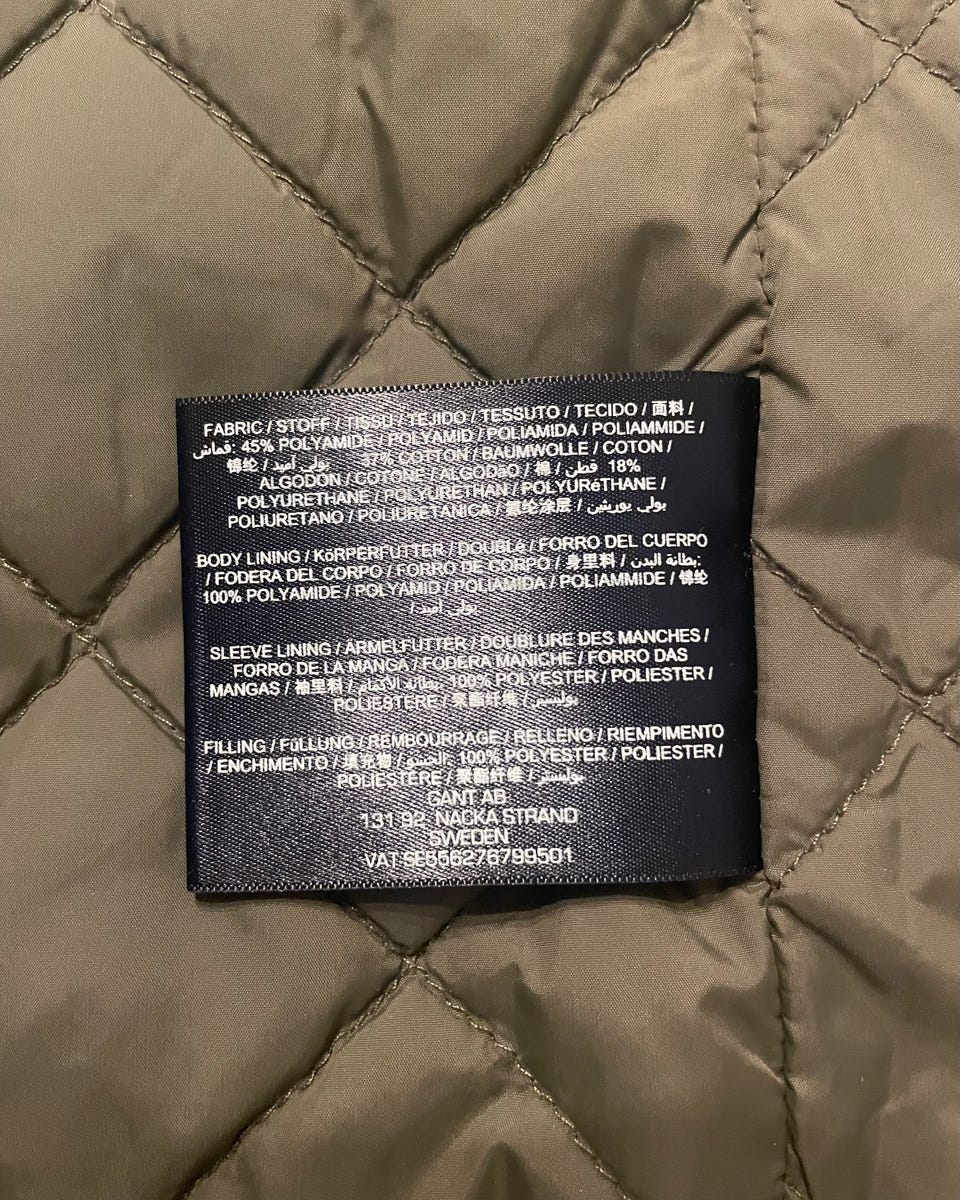 FABRIC / STOFF / TISSU / TEJIDO / TESSUTO / TECIDO / 面料 /
قماش: 45% POLYAMIDE / POLYAMID / POLIAMIDA / POLIAMMIDE /
锦纶 / بولي أميد / 37% COTTON / BAUMWOLLE / COTON /
ALGODON / COTONE / ALGODãO / 棉 / قطن 18%
POLYURETHANE / POLYURETHAN / POLYURéTHANE /
POLIURETANO / POLIURETANICA / 氨纶涂层 / بولي يوريثين
BODY LINING / KöRPERFUTTER / DOUBLé / FORRO DEL CUERPO
/ FODERA DEL CORPO / FORRO DE CORPO / 身里料 / بطانة البدن:
100% POLYAMIDE / POLYAMID / POLIAMIDA / POLIAMMIDE / 锦纶
/ بولي أميد
SLEEVE LINING / ÄRMELFUTTER / DOUBLURE DES MANCHES /
FORRO DE LA MANGA / FODERA MANICHE / FORRO DAS
MANGAS / 袖里料 / بطانة الاكمام: 100% POLYESTER / POLIESTER /
POLIESTERE / 聚酯纤维 / بوليستر
FILLING / FüLLUNG / REMBOURRAGE / RELLENO / RIEMPIMENTO
/ ENCHIMENTO / 填充物 / الحشو: 100% POLYESTER / POLIESTER /
POLIESTERE / 聚酯纤维 / بوليستر
GANT AB
131 92 NACKA STRAND
SWEDEN
VAT SE556276799501